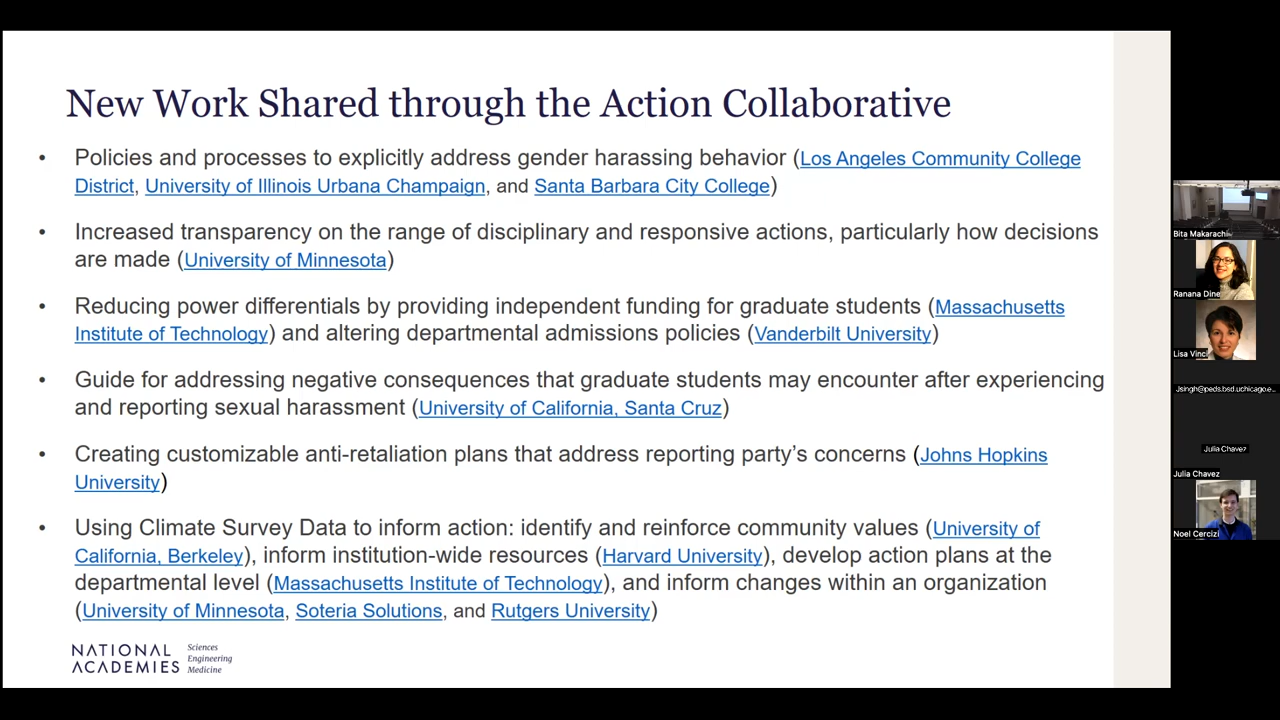 New Work Shared through the Action Collaborative
• Policies and processes to explicitly address gender harassing behavior (Los Angeles Community College
District, University of Illinois Urbana Champaign, and Santa Barbara City College)
• Increased transparency on the range of disciplinary and responsive actions, particularly how decisions
are made (University of Minnesota)
• Reducing power differentials by providing independent funding for graduate students (Massachusetts
Institute of Technology) and altering departmental admissions policies (Vanderbilt University)
• Guide for addressing negative consequences that graduate students may encounter after experiencing
and reporting sexual harassment (University of California, Santa Cruz)
• Creating customizable anti-retaliation plans that address reporting party’s concerns (Johns Hopkins
University)
• Using Climate Survey Data to inform action: identify and reinforce community values (University of
California, Berkeley), inform institution-wide resources (Harvard University), develop action plans at the
departmental level (Massachusetts Institute of Technology), and inform changes within an organization
(University of Minnesota, Soteria Solutions, and Rutgers University)
NATIONAL
ACADEMIES
Sciences
Engineering
Medicine
Bita Makarachi
Ranana Dine
Lisa Vinci
Jsingh@peds.bsd.uchicago.e...
Julia Chavez
Julia Chavez
Noel Cercizi